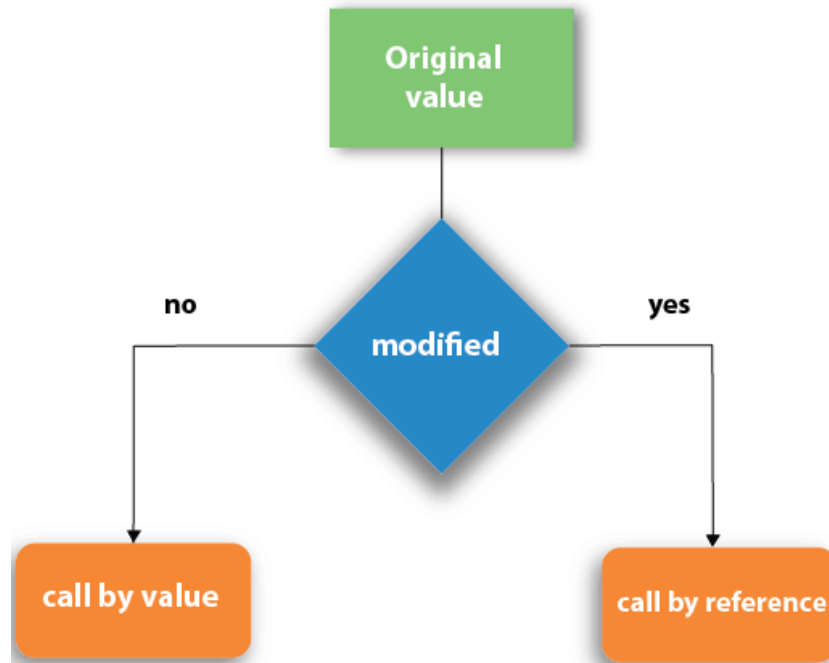 Original
value
no
yes
modified
call by value
call by reference